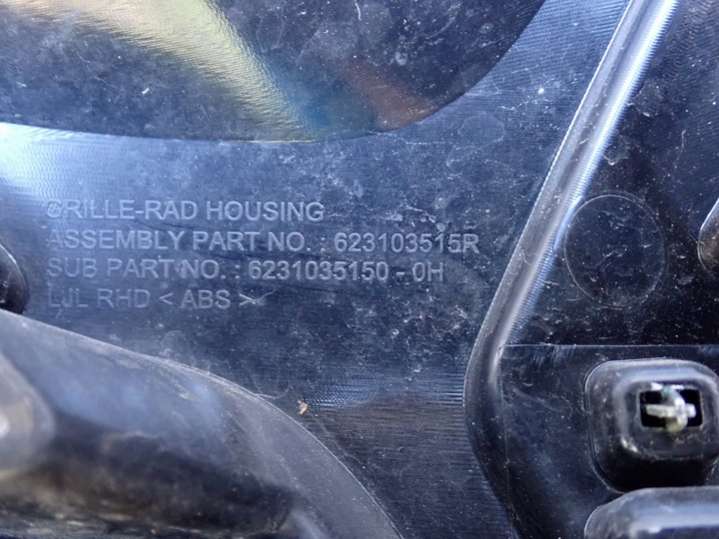 GRILLE-RAD HOUSING
ASSEMBLY PART NO. : 623103515R
SUB PART NO. : 6231035150 - 0H
LJL RHD < ABS >